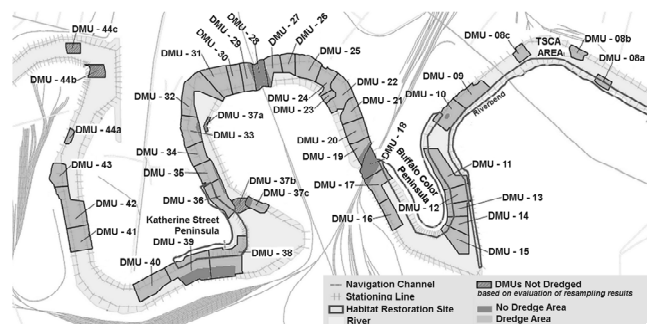 DMU - 44c
DMU - 44b
DMU - 44a
DMU - 43
DMU - 42
DMU - 41
DMU - 40
DMU - 39
DMU - 38
Katherine Street
Peninsula
DMU - 37c
DMU - 37b
DMU - 37a
DMU - 36
DMU - 35
DMU - 34
DMU - 33
DMU - 32
DMU - 31
DMU - 30
DMU - 29
DMU - 28
DMU - 27
DMU - 26
DMU - 25
DMU - 24
DMU - 23
DMU - 22
DMU - 21
DMU - 20
DMU - 19
DMU - 18
DMU - 17
DMU - 16
Buffalo Color
Peninsula
DMU - 15
DMU - 14
DMU - 13
DMU - 12
DMU - 11
DMU - 10
DMU - 09
Riverbend
DMU - 08c
TSCA
AREA
DMU - 08b
DMU - 08a
Navigation Channel
Stationing Line
Habitat Restoration Site
River
DMUs Not Dredged
based on evaluation of resampling results
No Dredge Area
Dredge Area